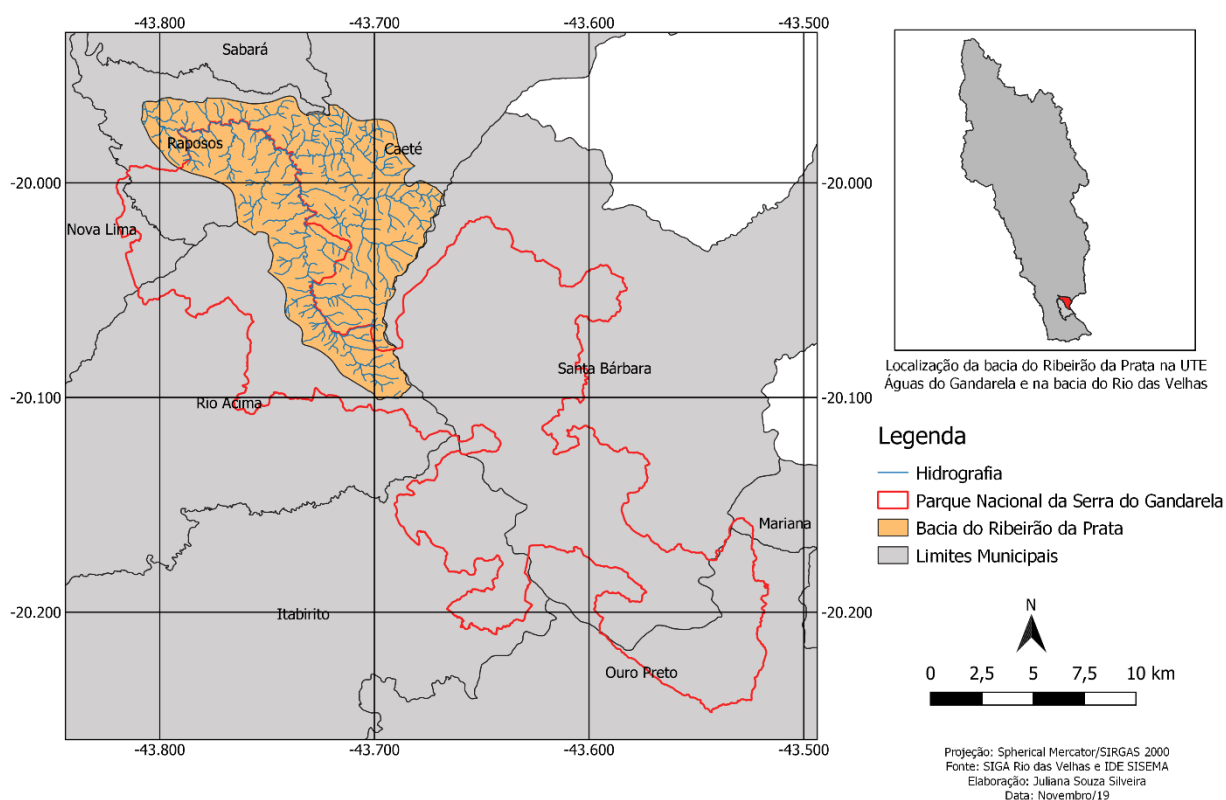 -43.800
-43.700
-43.600
-43.500
Sabará
Raposos
Caeté
-20.000
-20.000
Nova Lima
Santa Bárbara
-20.100
Rio Acima
-20.100
Mariana
-20.200
Itabirito
-20.200
Ouro Preto
-43.800
-43.700
-43.600
-43.500
Localização da bacia do Ribeirão da Prata na UTE
Águas do Gandarela e na bacia do Rio das Velhas
Legenda
Hidrografia
Parque Nacional da Serra do Gandarela
Bacia do Ribeirão da Prata
Limites Municipais
N
0 2,5 5 7,5 10 km
Projeção: Spherical Mercator/SIRGAS 2000
Fonte: SIGA Rio das Velhas e IDE SISEMA
Elaboração: Juliana Souza Silveira
Data: Novembro/19